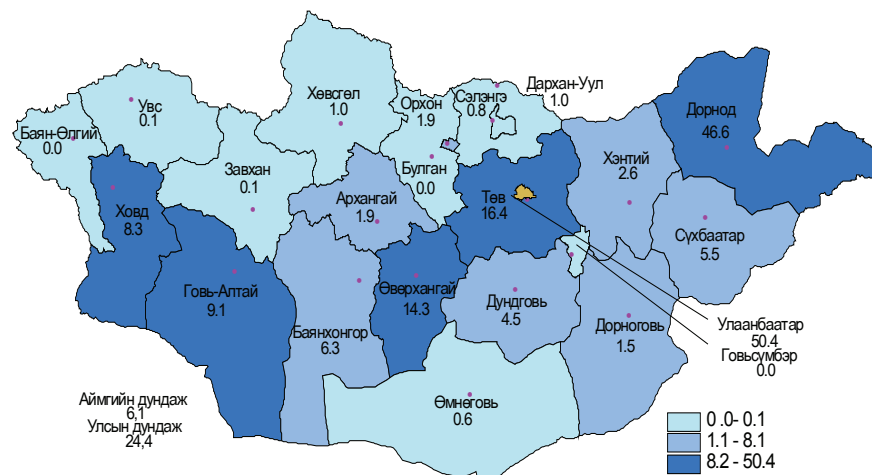 Увс
0.1
Баян-Өлгий
0.0
Ховд
8.3
Завхан
0.1
Говь-Алтай
9.1
Хөвсгөл
1.0
Архангай
1.9
Баянхонгор
6.3
Орхон
1.9
Булган
0.0
Өвөрхангай
14.3
Сэлэнгэ
0.8
Дархан-Уул
1.0
Төв
16.4
Дундговь
4.5
Өмнөговь
0.6
Хэнтий
2.6
Дорноговь
1.5
Дорнод
46.6
Сүхбаатар
5.5
Улаанбаатар
50.4
Говьсүмбэр
0.0
Аймгийн дундаж
6,1
Улсын дундаж
24,4
0 .0- 0.1
1.1 - 8.1
8.2 - 50.4